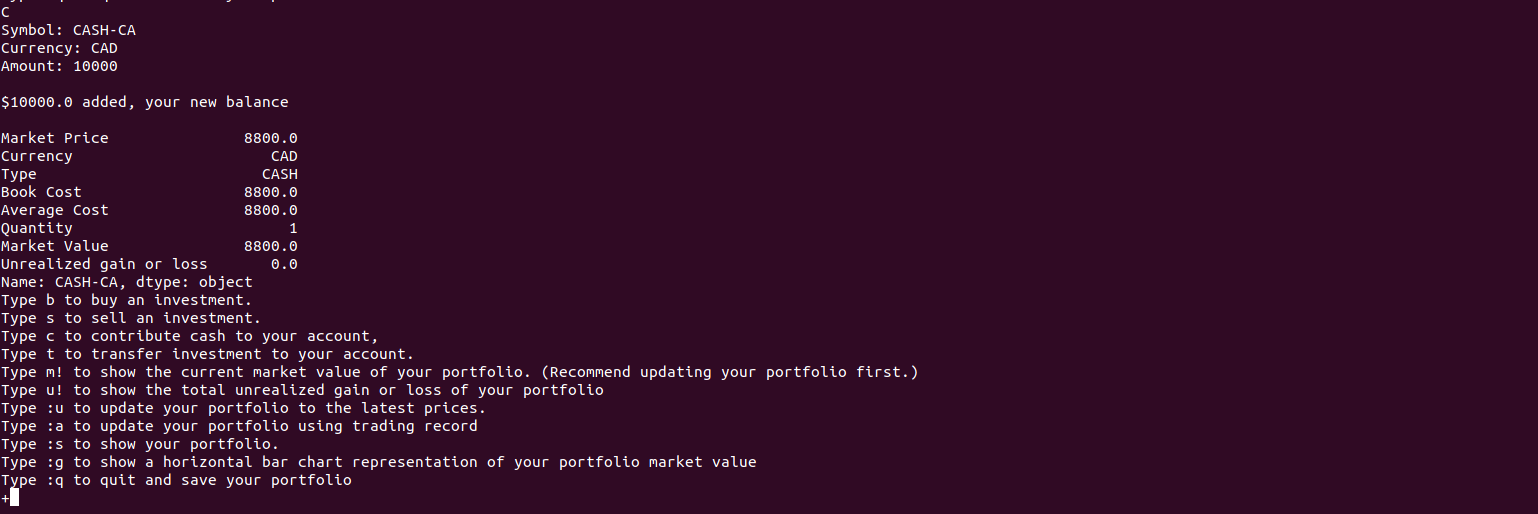 C
Symbol: CASH-CA
Currency: CAD
Amount: 10000
$10000.0 added, your new balance
Market Price 8800.0
Currency CAD
Type CASH
Book Cost 8800.0
Average Cost 8800.0
Quantity 1
Market Value 8800.0
Unrealized gain or loss 0.0
Name: CASH-CA, dtype: object
Type b to buy an investment.
Type s to sell an investment.
Type c to contribute cash to your account,
Type t to transfer investment to your account.
Type m! to show the current market value of your portfolio. (Recommend updating your portfolio first.)
Type u! to show the total unrealized gain or loss of your portfolio
Type :u to update your portfolio to the latest prices.
Type :a to update your portfolio using trading record
Type :s to show your portfolio.
Type :g to show a horizontal bar chart representation of your portfolio market value
Type :q to quit and save your portfolio
+